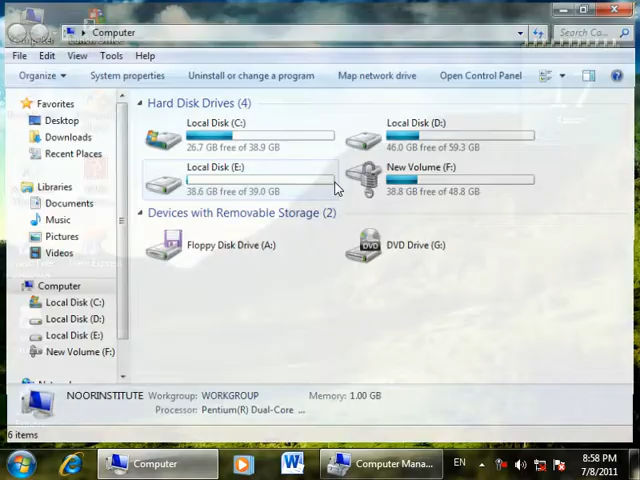 Computer
Search Co...
File Edit View Tools Help
Organize System properties Uninstall or change a program Map network drive Open Control Panel
Favorites
Desktop
Downloads
Recent Places
Libraries
Documents
Music
Pictures
Videos
Computer
Local Disk (C:)
Local Disk (D:)
Local Disk (E:)
New Volume (F:)
Hard Disk Drives (4)
Local Disk (C:)
26.7 GB free of 38.9 GB
Local Disk (D:)
46.0 GB free of 59.3 GB
Local Disk (E:)
38.6 GB free of 39.0 GB
New Volume (F:)
38.8 GB free of 48.8 GB
Devices with Removable Storage (2)
Floppy Disk Drive (A:)
DVD Drive (G:)
DVD
NOORINSTITUTE Workgroup: WORKGROUP Memory: 1.00 GB
Processor: Pentium(R) Dual-Core ...
6 items
Computer
Computer Mana...
EN
8:58 PM
7/8/2011